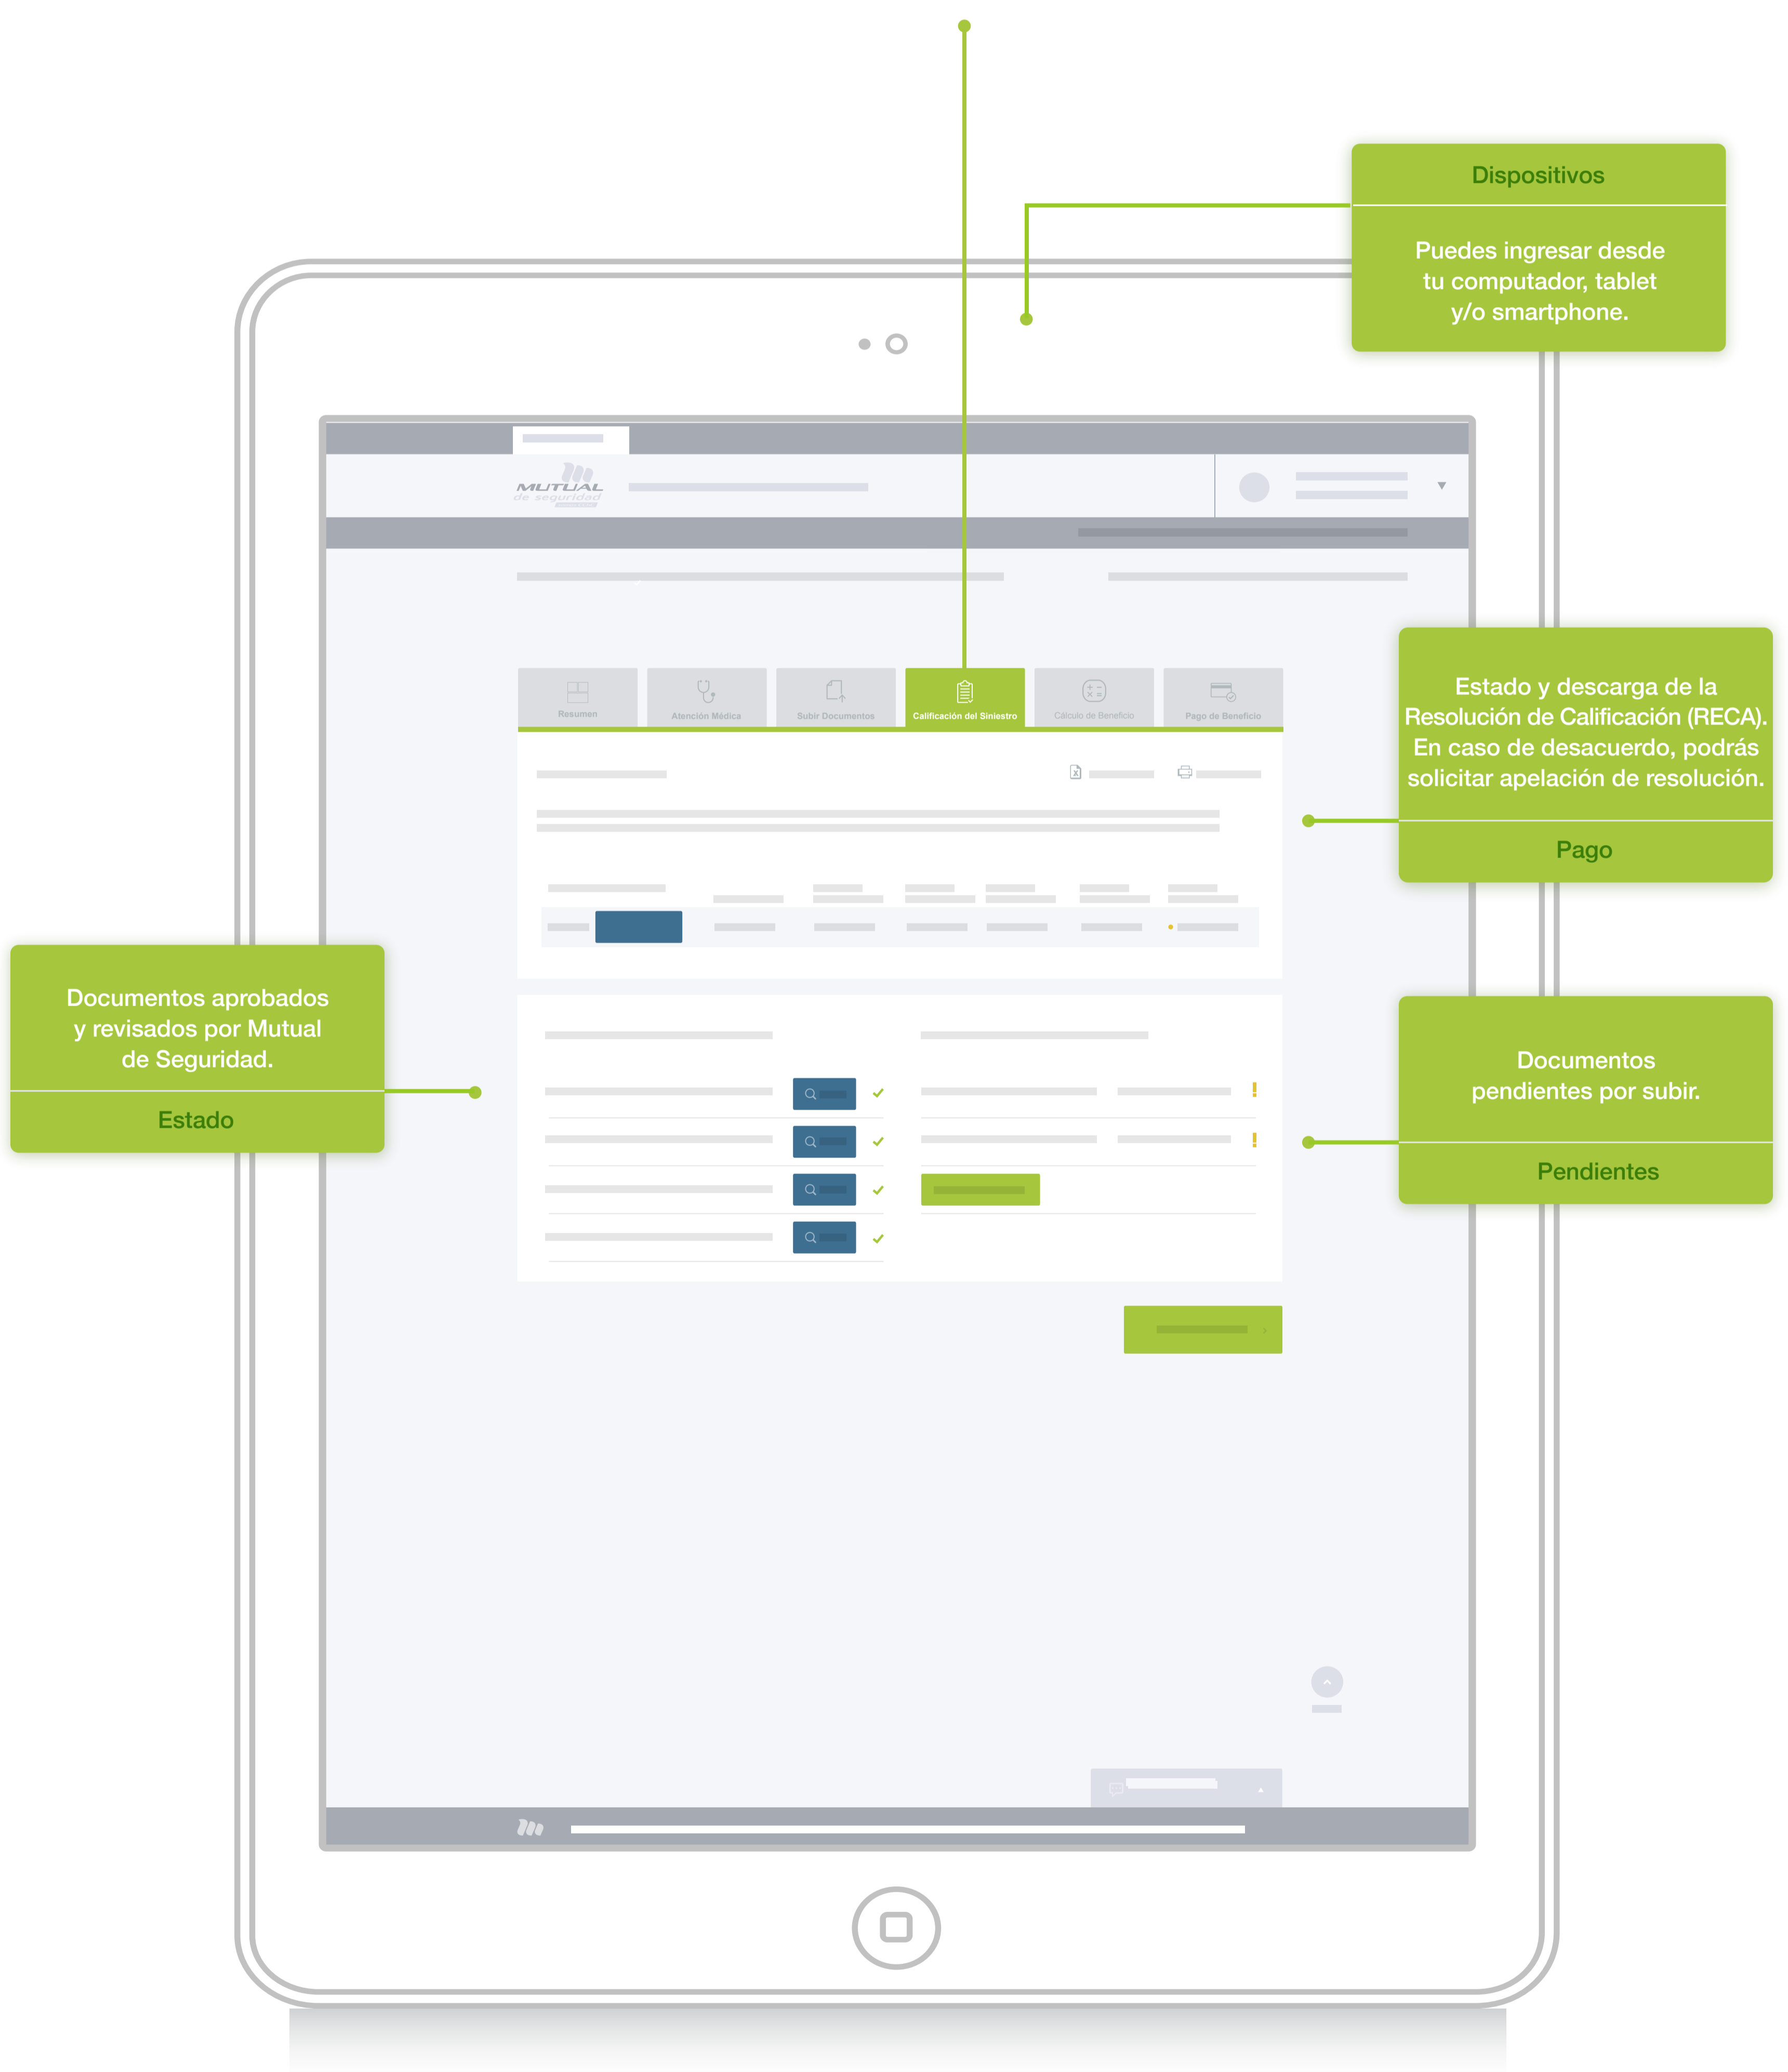 Dispositivos
Puedes ingresar desde
tu computador, tablet
y/o smartphone.
MUTUAL
de seguridad
Resumen
Atención Médica
Subir Documentos
Calificación del Siniestro
Cálculo de Beneficio
Pago de Beneficio
Estado y descarga de la
Resolución de Calificación (RECA).
En caso de desacuerdo, podrás
solicitar apelación de resolución.
Pago
Documentos aprobados
y revisados por Mutual
de Seguridad.
Estado
Documentos
pendientes por subir.
Pendientes